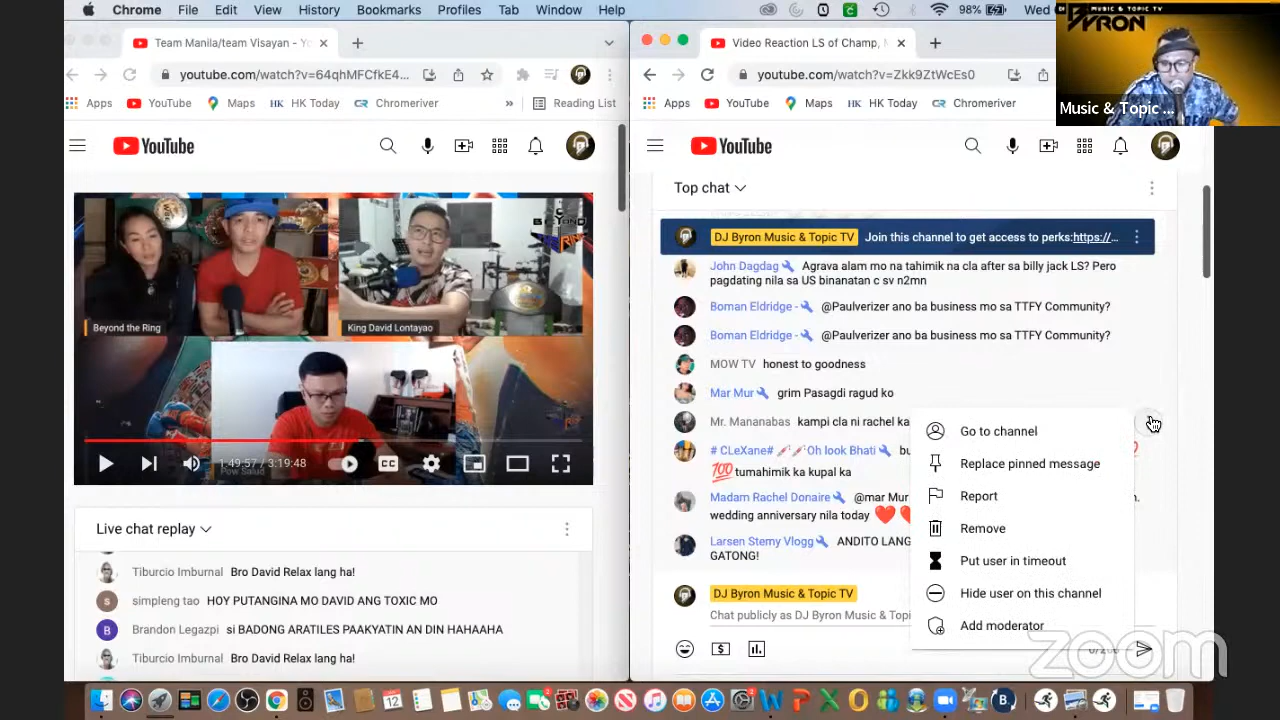 Chrome File Edit View History Bookmarks Profiles Tab Window Help
98% Wed
MUSIC & TOPIC TV
BYRON
Music & Topic ...
Team Manila/team Visayan - Yo
youtube.com/watch?v=64qhMFCfkE4...
Apps YouTube Maps HK HK Today CR Chromeriver » Reading List
YouTube
BEYOND
Beyond the Ring
King David Lontayao
Pow Salud
1:49:57 / 3:19:48
CC
Live chat replay
Tiburcio Imburnal Bro David Relax lang ha!
s simpleng tao HOY PUTANGINA MO DAVID ANG TOXIC MO
B Brandon Legazpi si BADONG ARATILES PAAKYATIN AN DIN HAHAAHA
Tiburcio Imburnal Bro David Relax lang ha!
Video Reaction LS of Champ, M
youtube.com/watch?v=Zkk9ZtWcEs0
Apps YouTube Maps HK HK Today CR Chromeriver
YouTube
Top chat
DJ Byron Music & Topic TV Join this channel to get access to perks:https://...
John Dagdag Agrava alam mo na tahimik na cla after sa billy jack LS? Pero
pagdating nila sa US binanatan c sv n2mn
Boman Eldridge - @Paulverizer ano ba business mo sa TTFY Community?
Boman Eldridge - @Paulverizer ano ba business mo sa TTFY Community?
MOW TV honest to goodness
Mar Mur grim Pasagdi ragud ko
Mr. Mananabas kampi cla ni rachel ka
# CLeXane# Oh look Bhati bu
100 tumahimik ka kupal ka
Madam Rachel Donaire @mar Mur
wedding anniversary nila today
Larsen Stemy Vlogg ANDITO LANG
GATONG!
DJ Byron Music & Topic TV
Chat publicly as DJ Byron Music & Topic
Go to channel
Replace pinned message
Report
Remove
Put user in timeout
Hide user on this channel
Add moderator
zoom